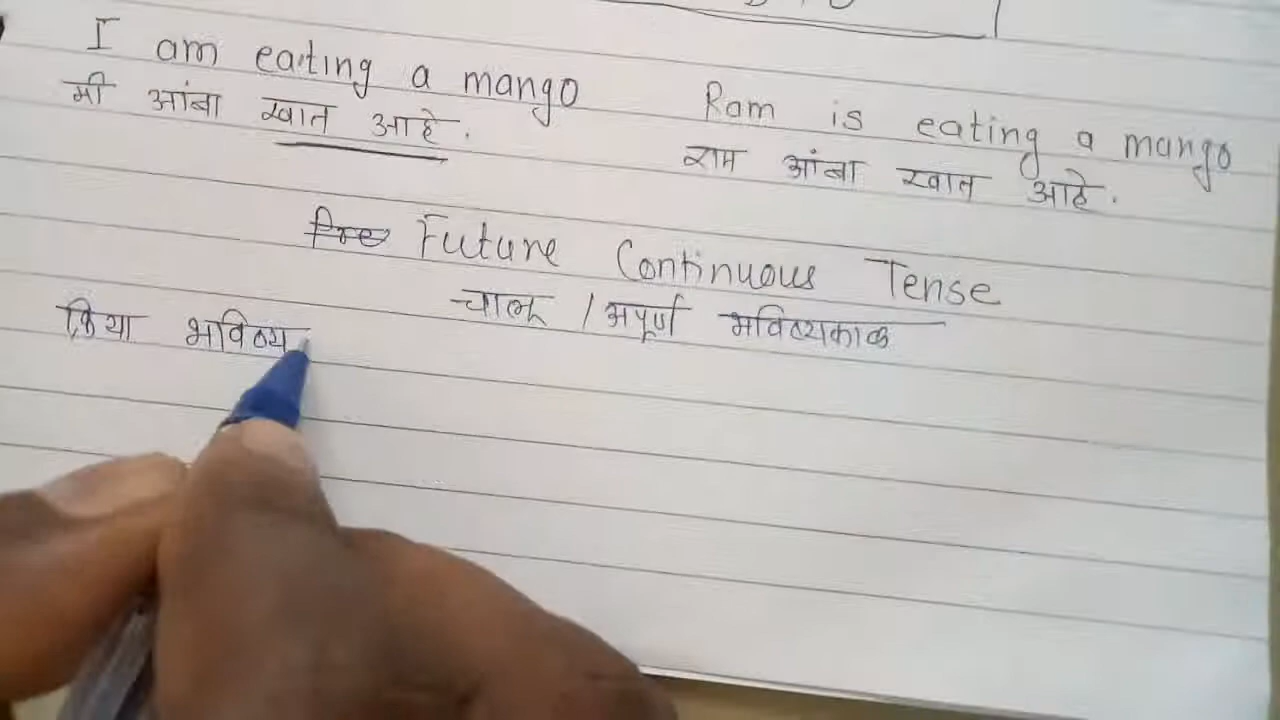 I am eating a mango
मी आंबा खात आहे.
Ram is eating a mango
राम आंबा खात आहे.
Future Continuous Tense
चालू / अपूर्ण भविष्यकाळ
क्रिया भविष्य